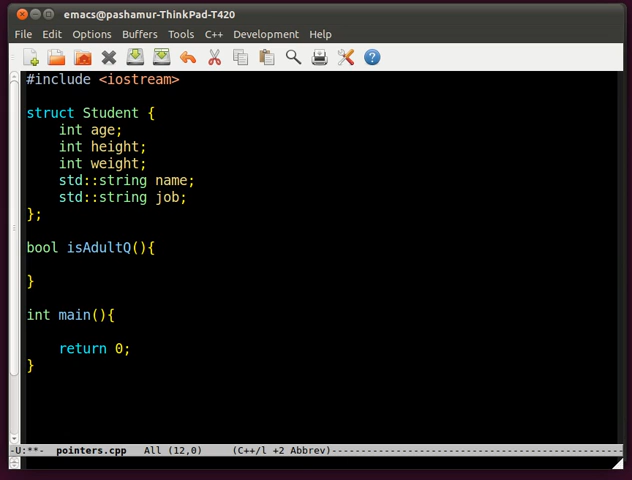 emacs@pashamur-ThinkPad-T420
File Edit Options Buffers Tools C++ Development Help
#include <iostream>
struct Student {
    int age;
    int height;
    int weight;
    std::string name;
    std::string job;
};
bool isAdultQ(){
}
int main(){
    return 0;
}
-U:**-  pointers.cpp   All (12,0)     (C++/l +2 Abbrev)------------------------------------